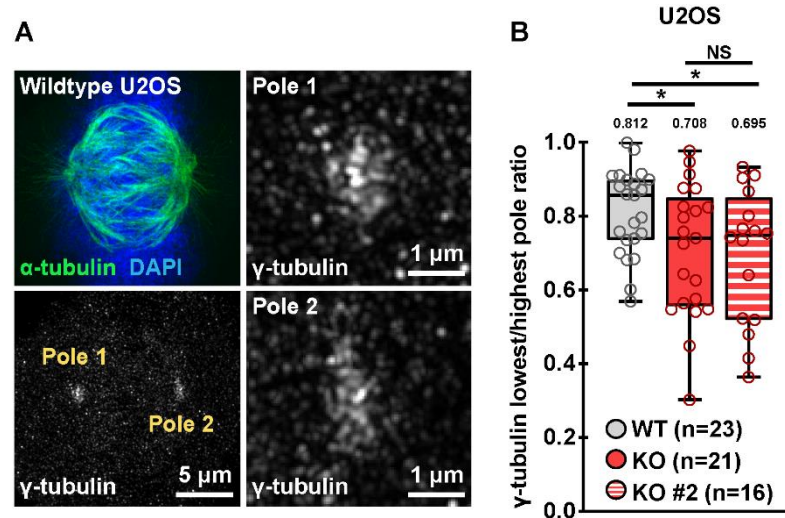 A
Wildtype U2OS
α-tubulin DAPI
Pole 1
γ-tubulin
1 µm
Pole 1
Pole 2
γ-tubulin
5 µm
Pole 2
γ-tubulin
1 µm
B
U2OS
NS
*
*
0.812 0.708 0.695
γ-tubulin lowest/highest pole ratio
1.0
0.8
0.6
0.4
0.2
0.0
WT (n=23)
KO (n=21)
KO #2 (n=16)